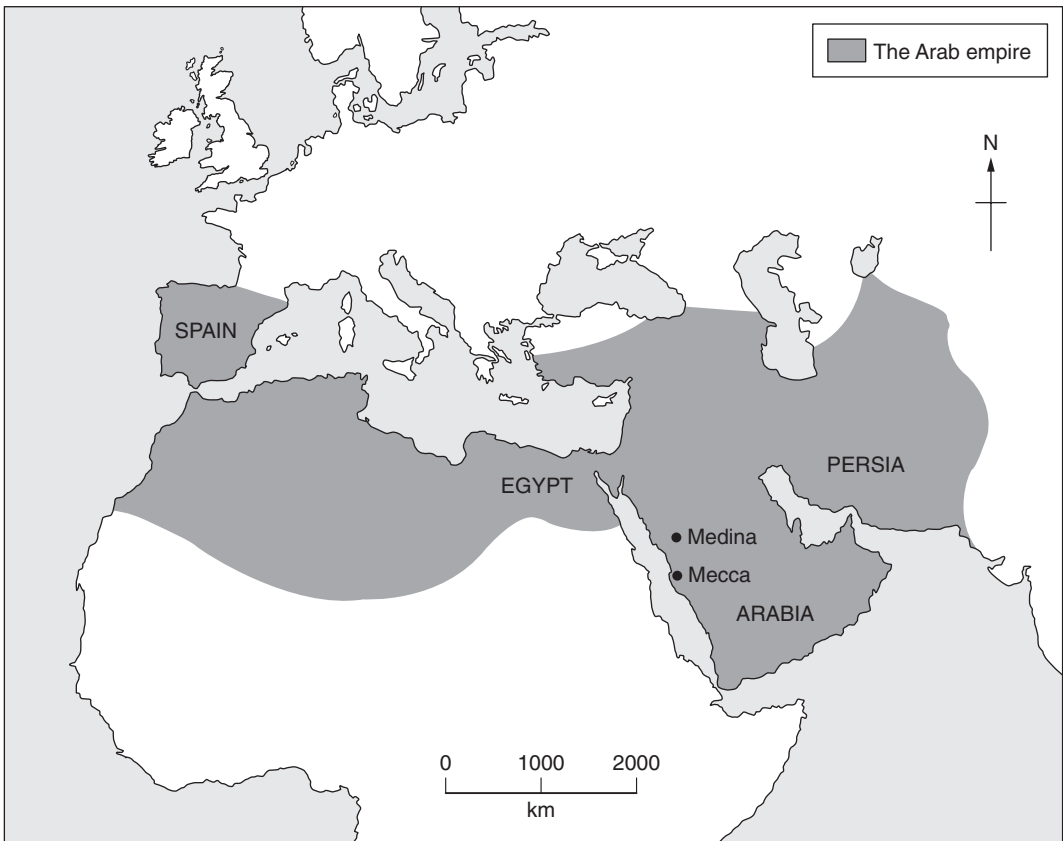 The Arab empire
N
SPAIN
PERSIA
EGYPT
Medina
Mecca
ARABIA
0 1000 2000
km